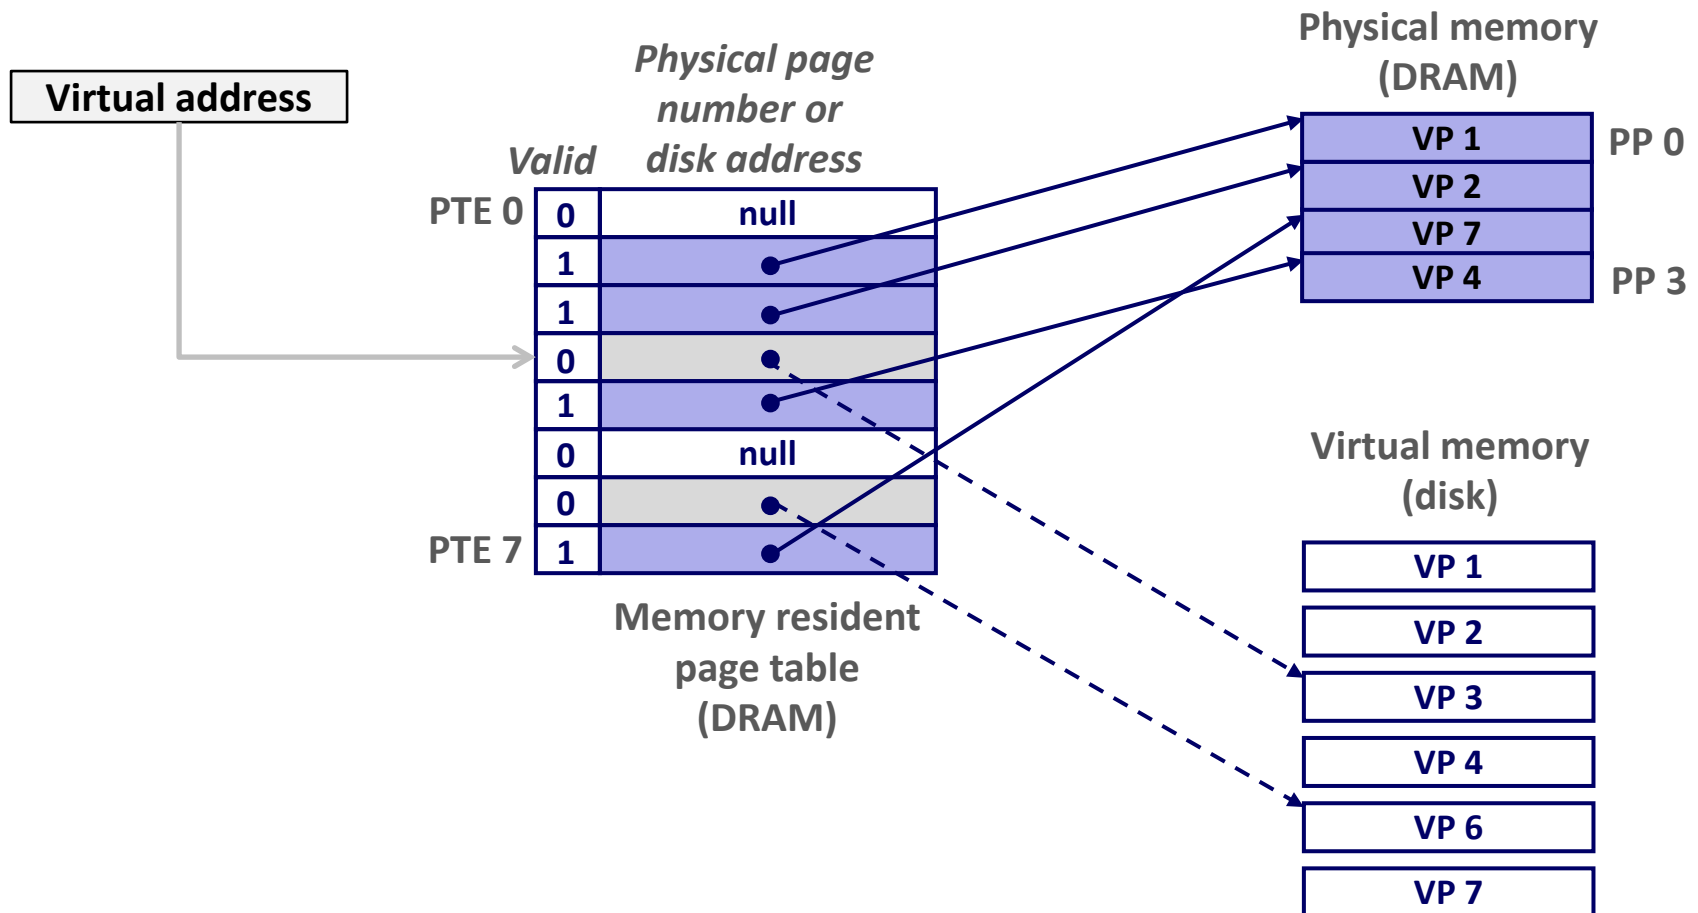 Virtual address
Physical page
number or
disk address
Valid
PTE 0
0
null
1
1
0
1
0
null
0
PTE 7
1
Memory resident
page table
(DRAM)
Physical memory
(DRAM)
VP 1
PP 0
VP 2
VP 7
VP 4
PP 3
Virtual memory
(disk)
VP 1
VP 2
VP 3
VP 4
VP 6
VP 7